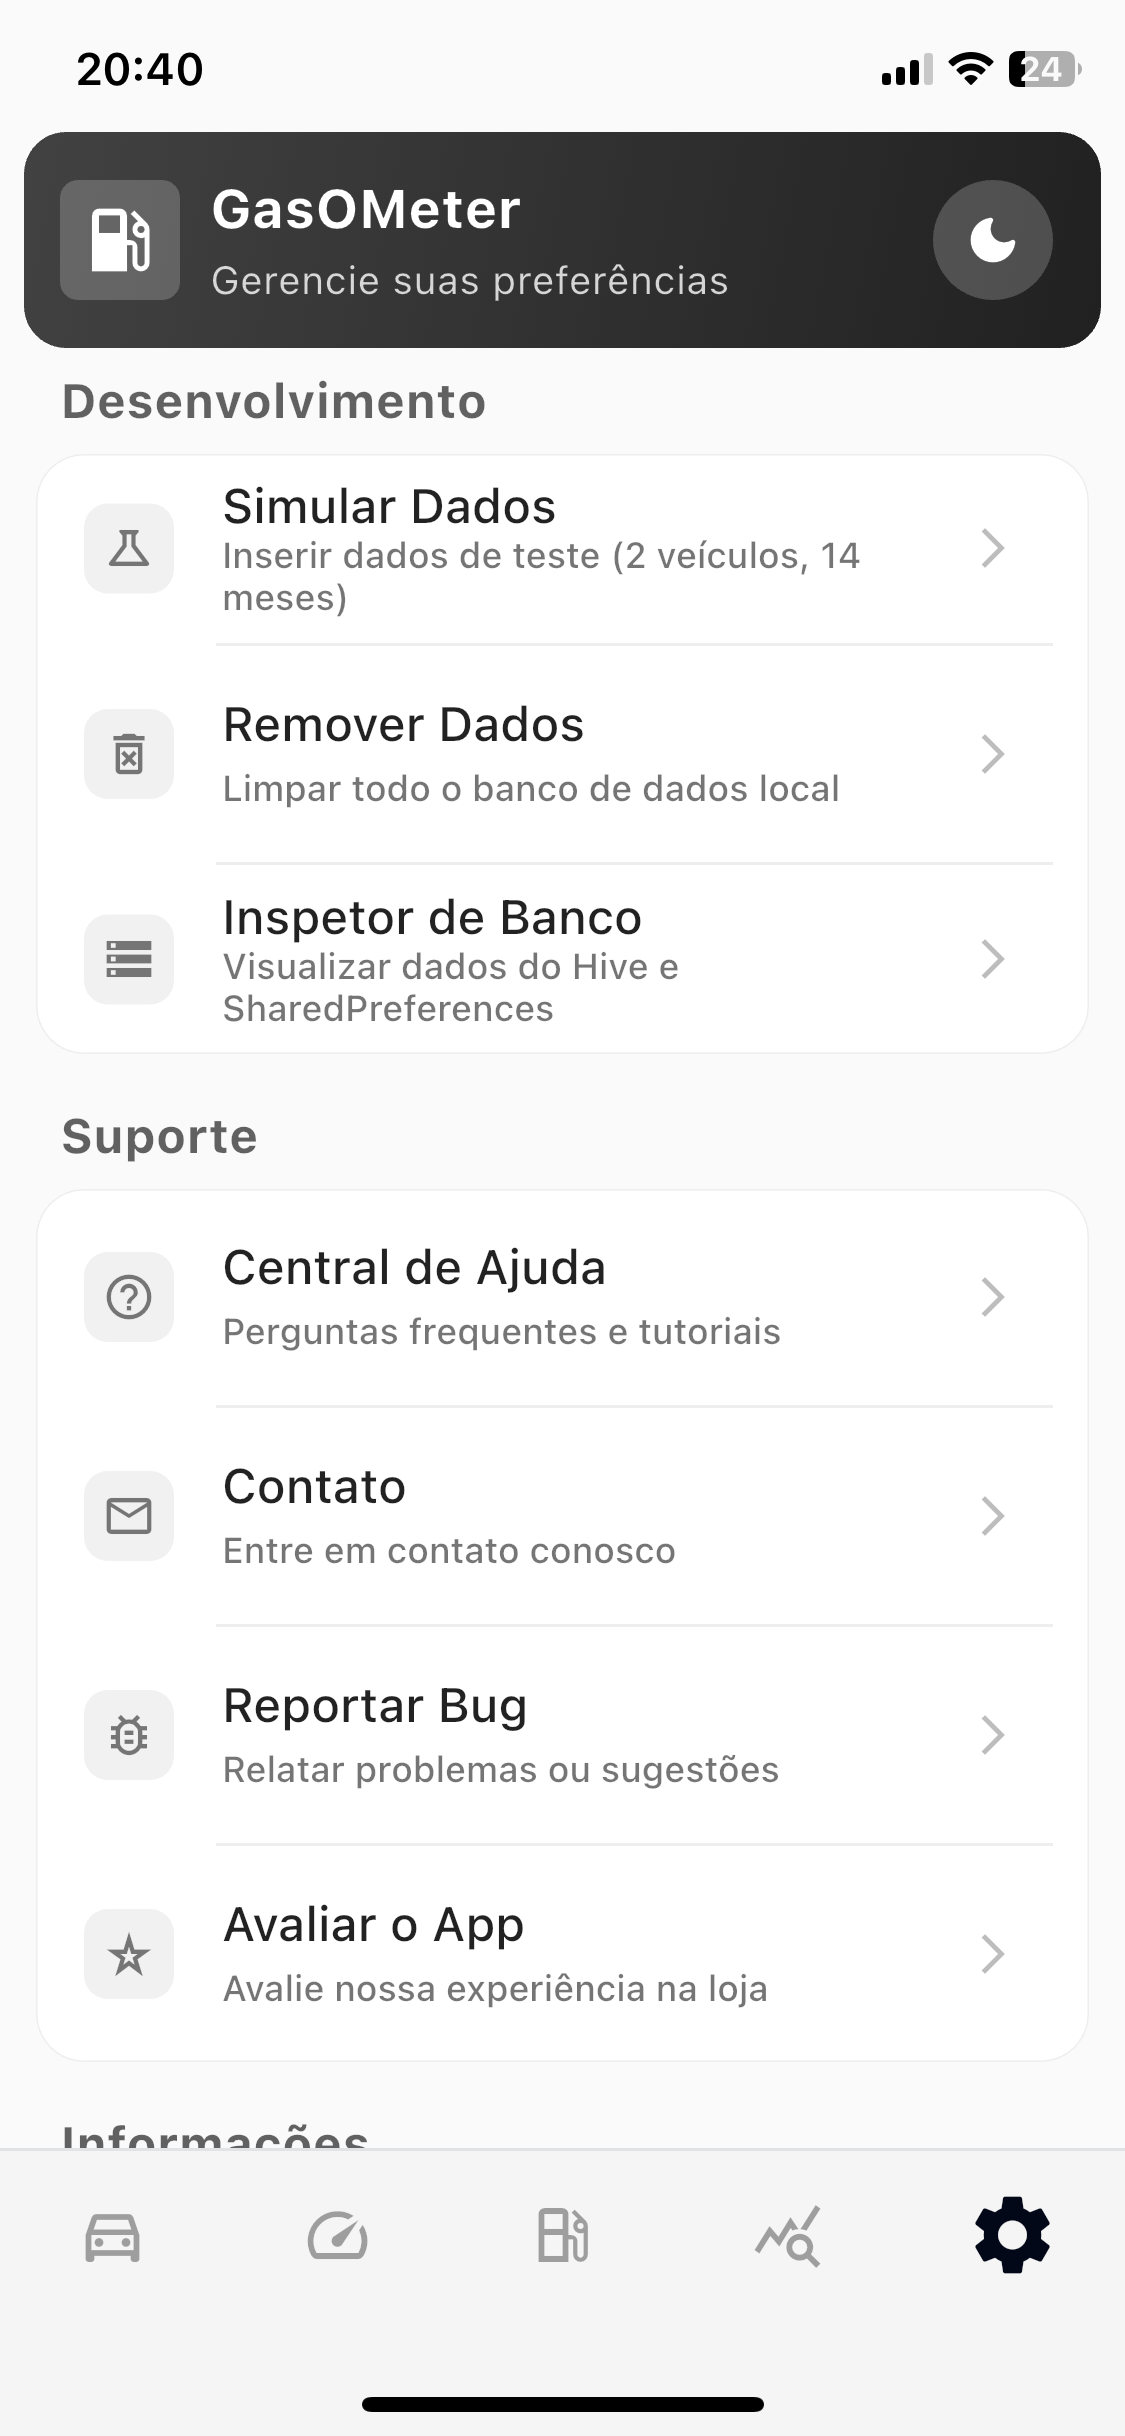 20:40
24
GasOMeter
Gerencie suas preferências
Desenvolvimento
Simular Dados
Inserir dados de teste (2 veículos, 14
meses)
Remover Dados
Limpar todo o banco de dados local
Inspetor de Banco
Visualizar dados do Hive e
SharedPreferences
Suporte
Central de Ajuda
Perguntas frequentes e tutoriais
Contato
Entre em contato conosco
Reportar Bug
Relatar problemas ou sugestões
Avaliar o App
Avalie nossa experiência na loja
Informações